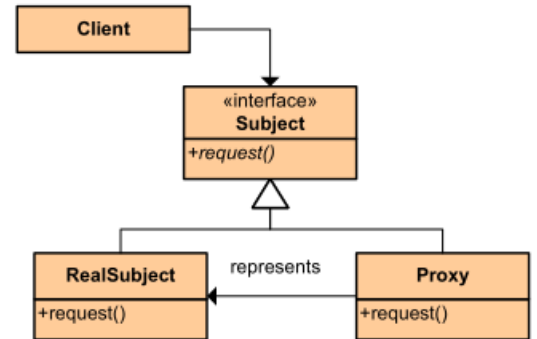 Client
«interface»
Subject
+request()
RealSubject
represents
Proxy
+request()
+request()